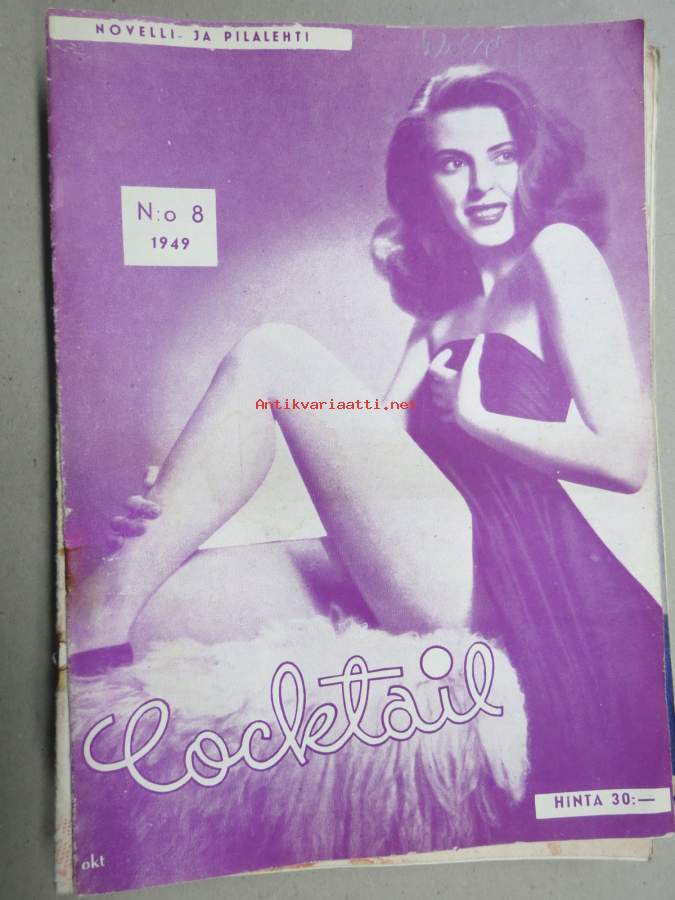 NOVELLI- JA PILALEHTI
N:o 8
1949
Antikvariaatti.net
Cocktail
HINTA 30:—
okt